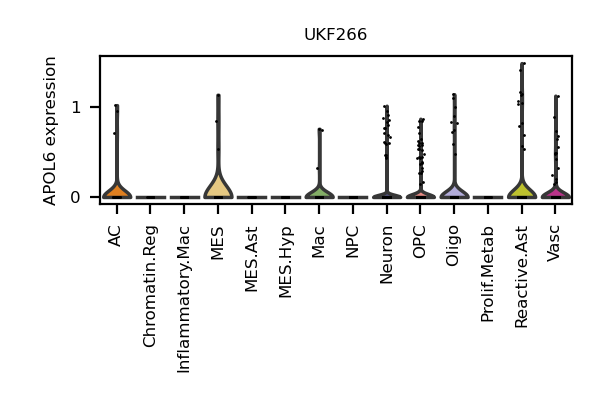 UKF266
APOL6 expression
1
0
AC
Chromatin.Reg
Inflammatory.Mac
MES
MES.Ast
MES.Hyp
Mac
NPC
Neuron
OPC
Oligo
Prolif.Metab
Reactive.Ast
Vasc